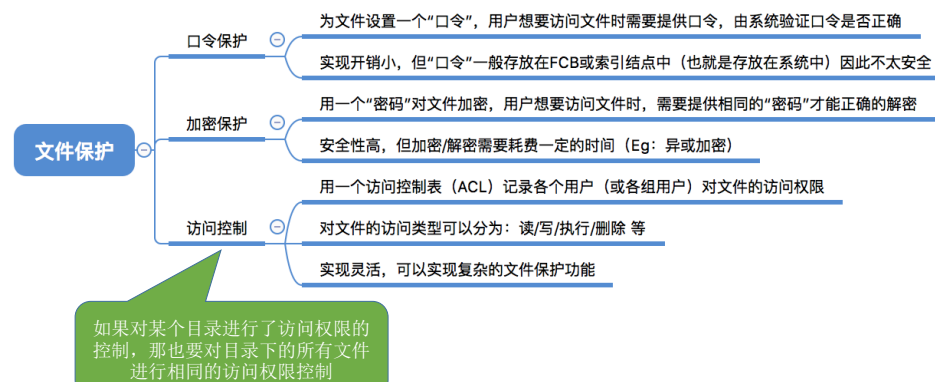 为文件设置一个“口令”，用户想要访问文件时需要提供口令，由系统验证口令是否正确
口令保护
实现开销小，但“口令”一般存放在FCB或索引结点中（也就是存放在系统中）因此不太安全
用一个“密码”对文件加密，用户想要访问文件时，需要提供相同的“密码”才能正确的解密
加密保护
安全性高，但加密/解密需要耗费一定的时间（Eg：异或加密）
文件保护
用一个访问控制表（ACL）记录各个用户（或各组用户）对文件的访问权限
访问控制
对文件的访问类型可以分为：读/写/执行/删除 等
实现灵活，可以实现复杂的文件保护功能
如果对某个目录进行了访问权限的
控制，那也要对目录下的所有文件
进行相同的访问权限控制